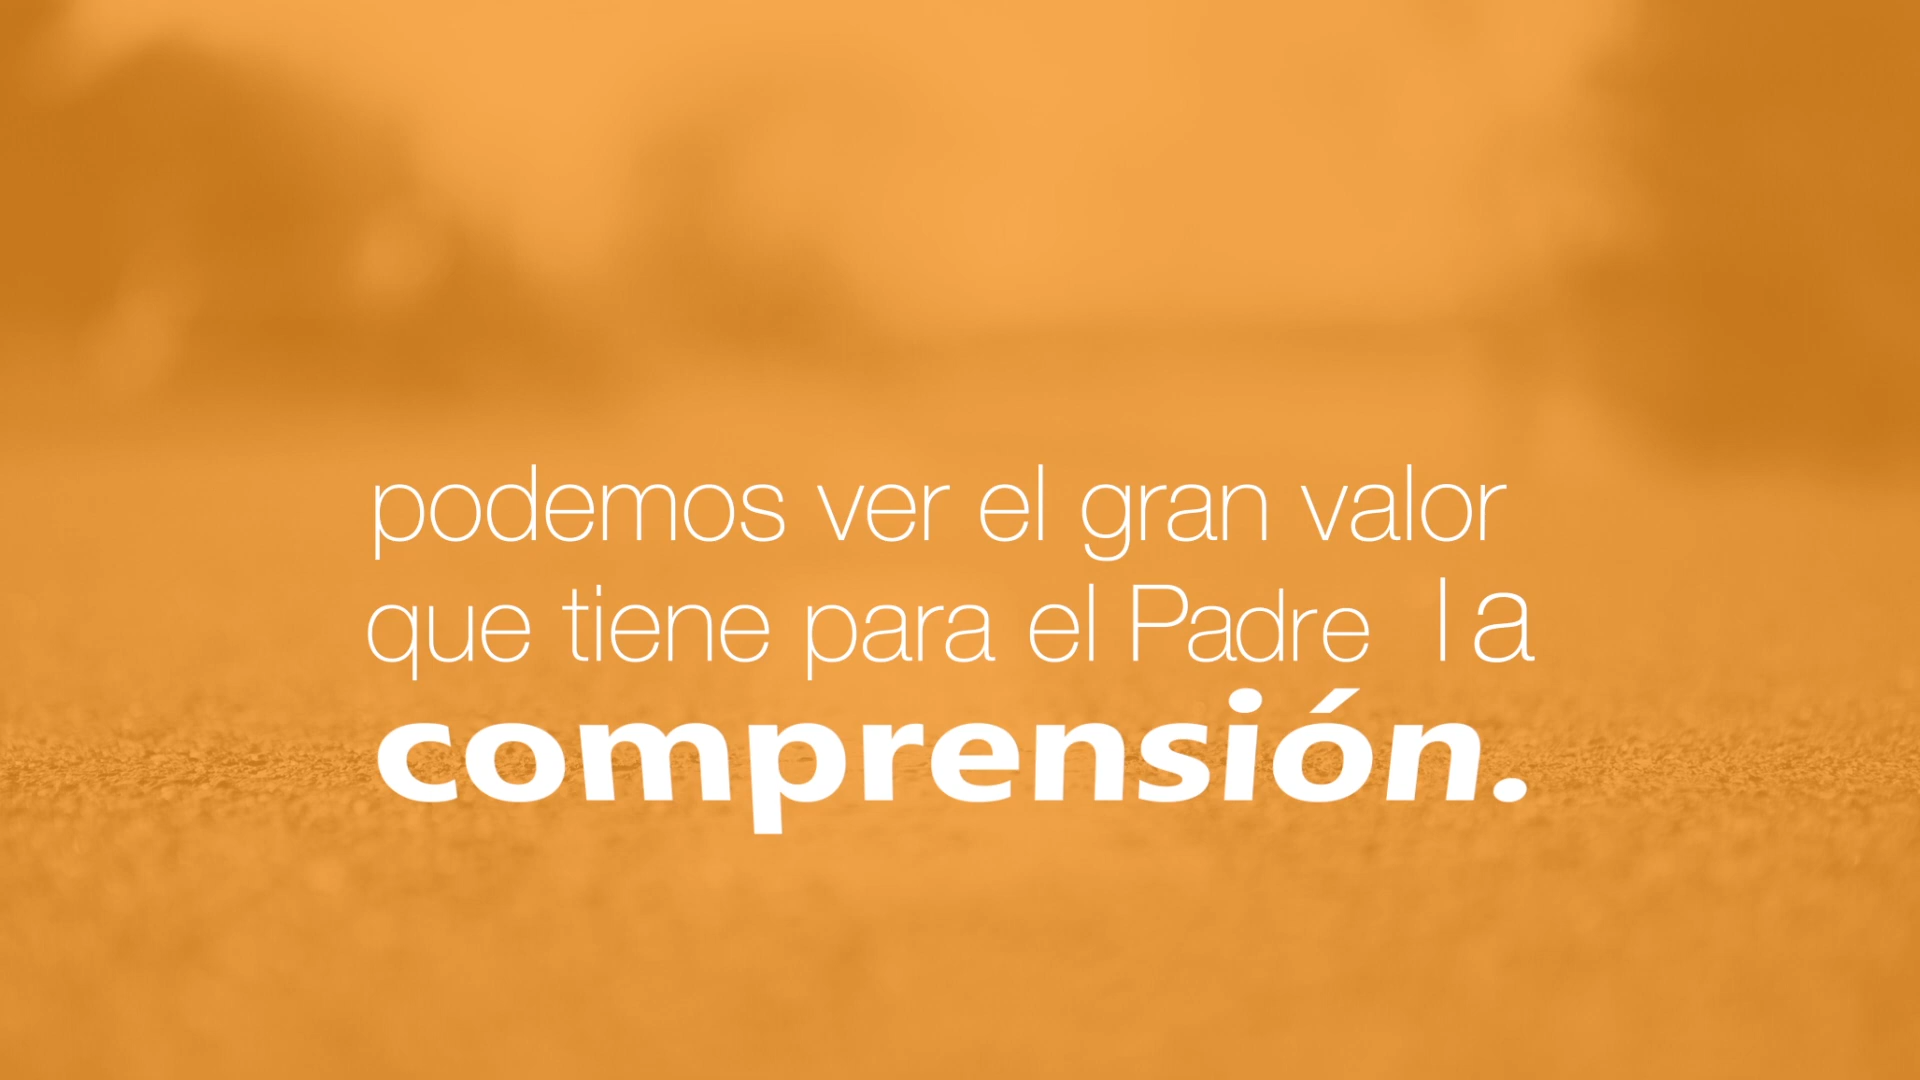 podemos ver el gran valor
que tiene para el Padre la
comprensión.